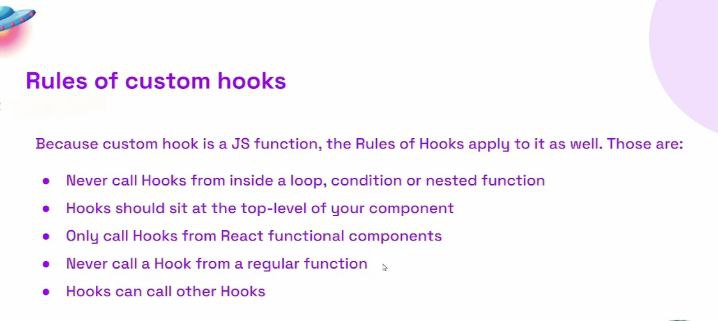 Rules of custom hooks
Because custom hook is a JS function, the Rules of Hooks apply to it as well. Those are:
• Never call Hooks from inside a loop, condition or nested function
• Hooks should sit at the top-level of your component
• Only call Hooks from React functional components
• Never call a Hook from a regular function
• Hooks can call other Hooks